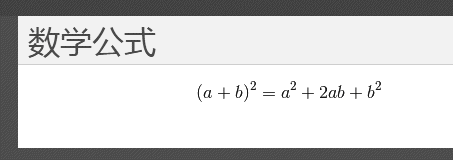 数学公式
(a + b)² = a² + 2ab + b²